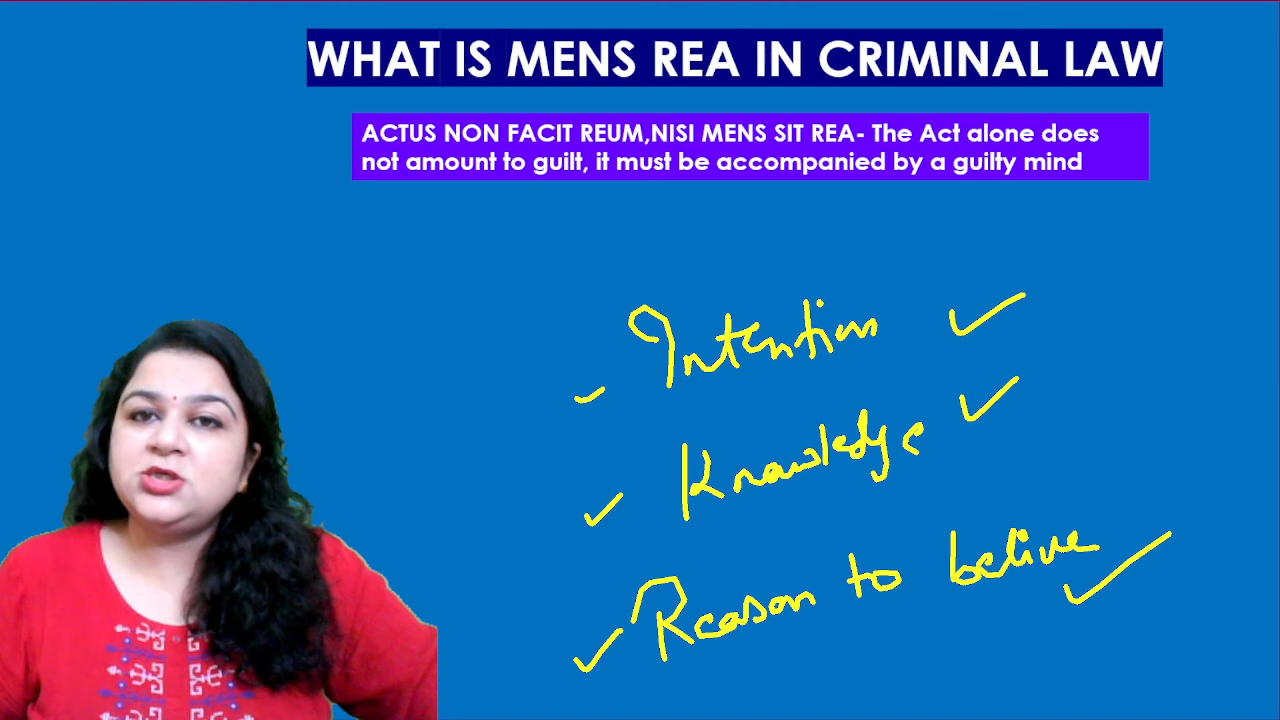 WHAT IS MENS REA IN CRIMINAL LAW
ACTUS NON FACIT REUM,NISI MENS SIT REA- The Act alone does
not amount to guilt, it must be accompanied by a guilty mind
Intention
Knowledge
Reason to belive